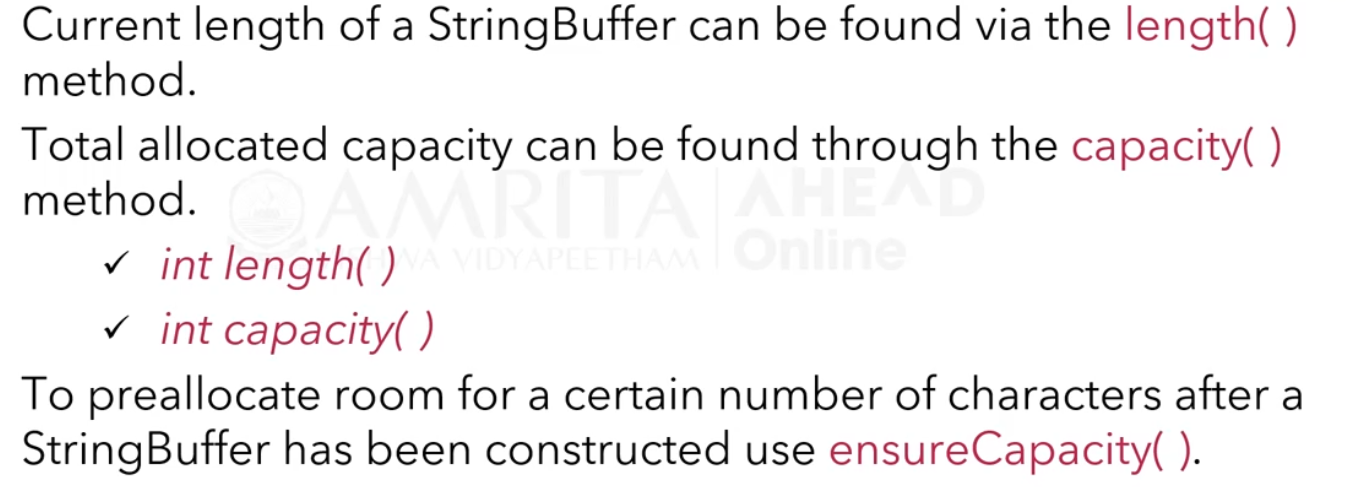 Current length of a StringBuffer can be found via the length( )
method.
Total allocated capacity can be found through the capacity( )
method.
AMRITA AHEAD
VISHWA VIDYAPEETHAM Online
✓ int length( )
✓ int capacity( )
To preallocate room for a certain number of characters after a
StringBuffer has been constructed use ensureCapacity( ).